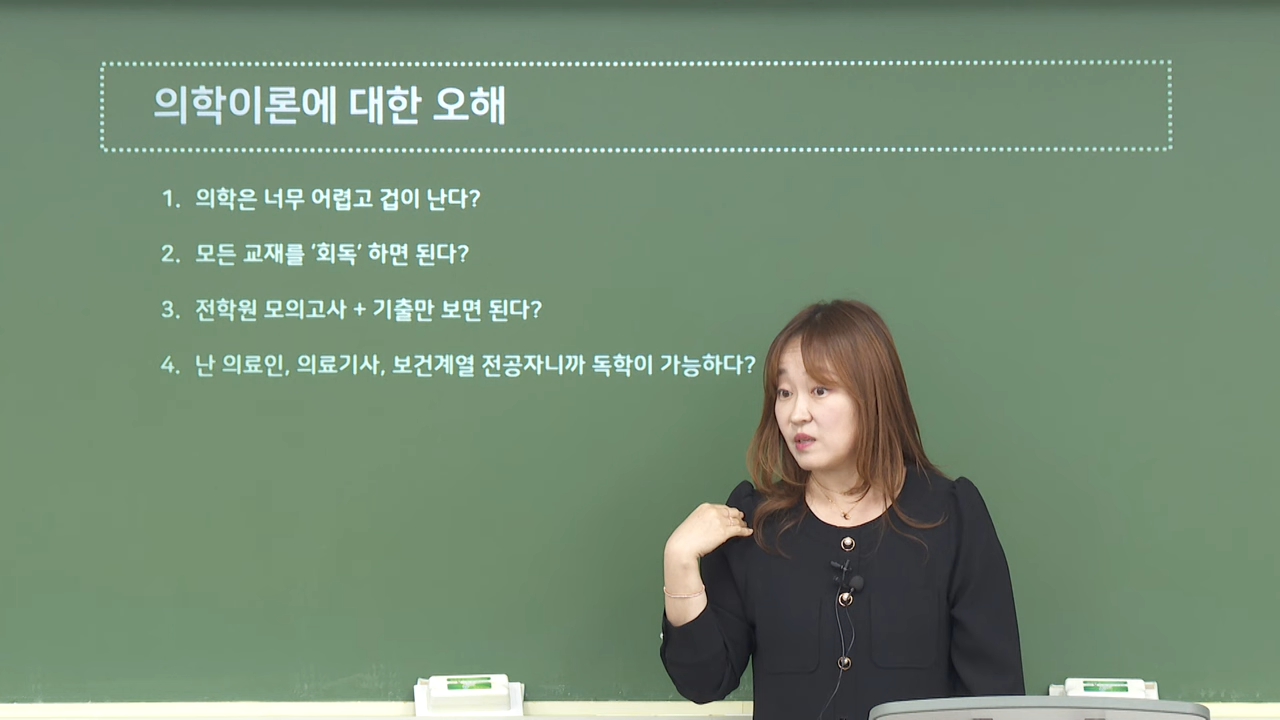 의학이론에 대한 오해
1. 의학은 너무 어렵고 겁이 난다?
2. 모든 교재를 ‘회독’ 하면 된다?
3. 전학원 모의고사 + 기출만 보면 된다?
4. 난 의료인, 의료기사, 보건계열 전공자니까 독학이 가능하다?